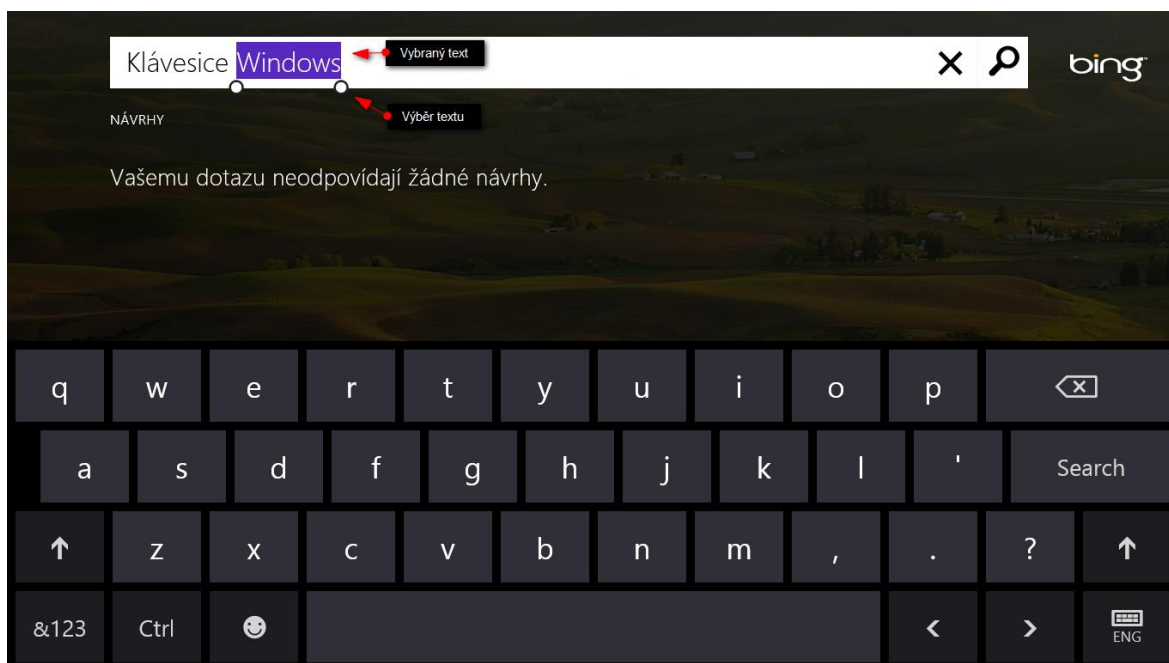 Klávesice Windows
Vybraný text
bing
Výběr textu
NÁVRHY
Vašemu dotazu neodpovídají žádné návrhy.
q w e r t y u i o p
a s d f g h j k l ' Search
z x c v b n m , . ?
&123 Ctrl < > ENG